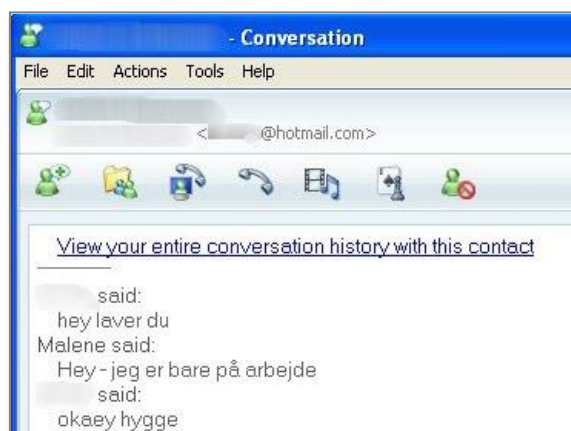 - Conversation
File Edit Actions Tools Help
< @hotmail.com>
View your entire conversation history with this contact
said:
hey laver du
Malene said:
Hey - jeg er bare på arbejde
said:
okaey hygge